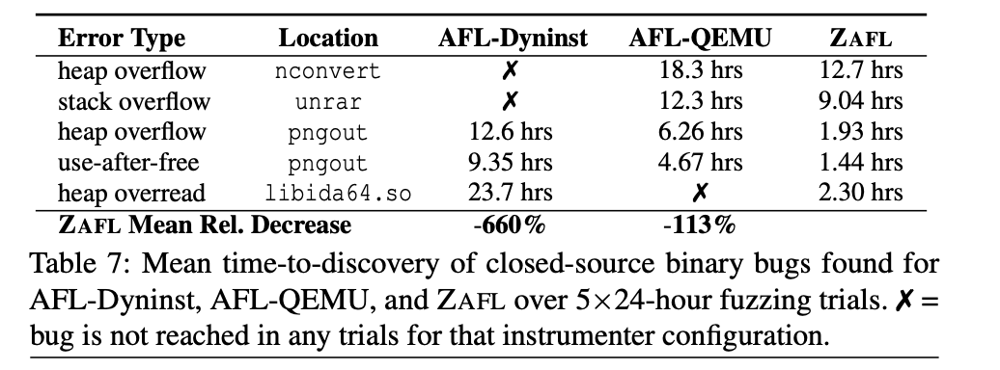 Error Type Location AFL-Dyninst AFL-QEMU ZAFL
heap overflow nconvert ✗ 18.3 hrs 12.7 hrs
stack overflow unrar ✗ 12.3 hrs 9.04 hrs
heap overflow pngout 12.6 hrs 6.26 hrs 1.93 hrs
use-after-free pngout 9.35 hrs 4.67 hrs 1.44 hrs
heap overread libida64.so 23.7 hrs ✗ 2.30 hrs
ZAFL Mean Rel. Decrease -660% -113%
Table 7: Mean time-to-discovery of closed-source binary bugs found for
AFL-Dyninst, AFL-QEMU, and ZAFL over 5×24-hour fuzzing trials. ✗ =
bug is not reached in any trials for that instrumenter configuration.